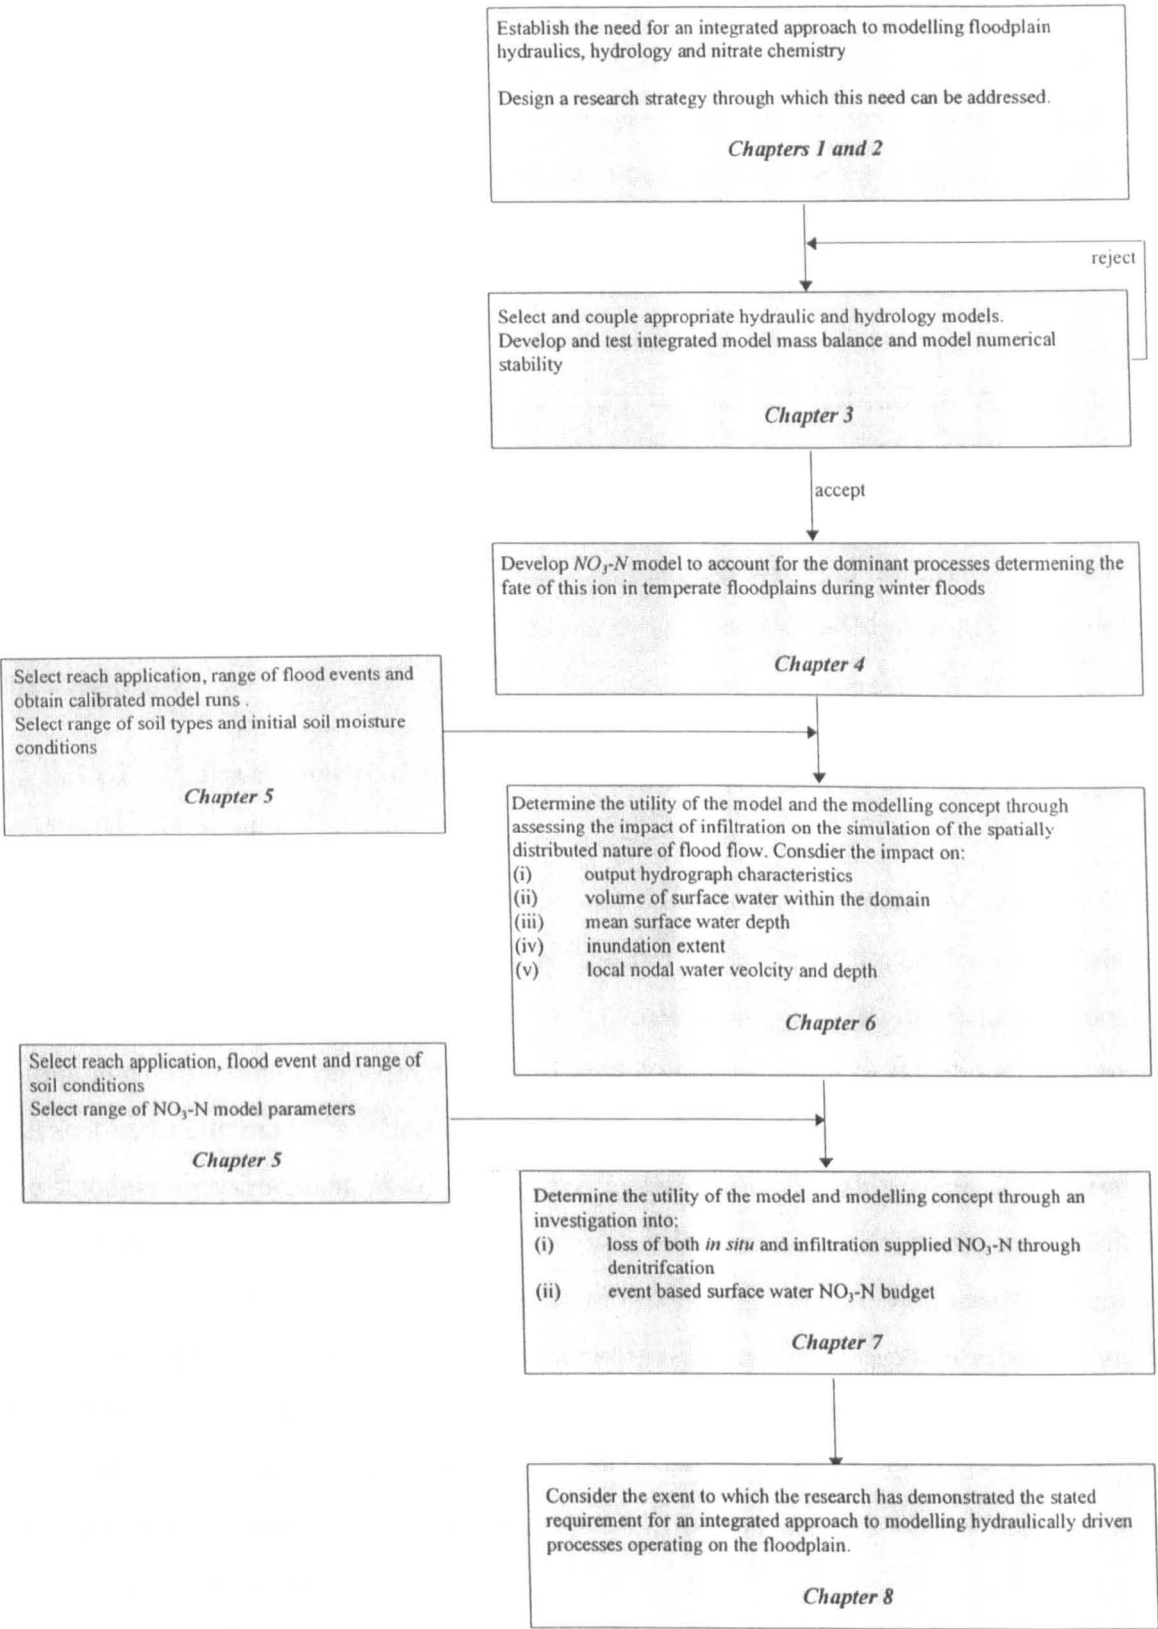 Establish the need for an integrated approach to modelling floodplain
hydraulics, hydrology and nitrate chemistry
Design a research strategy through which this need can be addressed.
Chapters 1 and 2
reject
Select and couple appropriate hydraulic and hydrology models.
Develop and test integrated model mass balance and model numerical
stability
Chapter 3
accept
Develop NO₃-N model to account for the dominant processes determening the
fate of this ion in temperate floodplains during winter floods
Chapter 4
Select reach application, range of flood events and
obtain calibrated model runs .
Select range of soil types and initial soil moisture
conditions
Chapter 5
Determine the utility of the model and the modelling concept through
assessing the impact of infiltration on the simulation of the spatially
distributed nature of flood flow. Consdier the impact on:
(i) output hydrograph characteristics
(ii) volume of surface water within the domain
(iii) mean surface water depth
(iv) inundation extent
(v) local nodal water veolcity and depth
Chapter 6
Select reach application, flood event and range of
soil conditions
Select range of NO₃-N model parameters
Chapter 5
Determine the utility of the model and modelling concept through an
investigation into:
(i) loss of both in situ and infiltration supplied NO₃-N through
denitrifcation
(ii) event based surface water NO₃-N budget
Chapter 7
Consider the exent to which the research has demonstrated the stated
requirement for an integrated approach to modelling hydraulically driven
processes operating on the floodplain.
Chapter 8